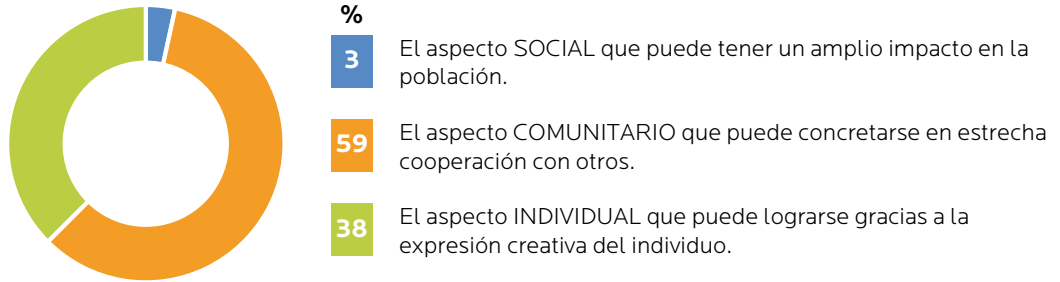 %
3
El aspecto SOCIAL que puede tener un amplio impacto en la
población.
59
El aspecto COMUNITARIO que puede concretarse en estrecha
cooperación con otros.
38
El aspecto INDIVIDUAL que puede lograrse gracias a la
expresión creativa del individuo.